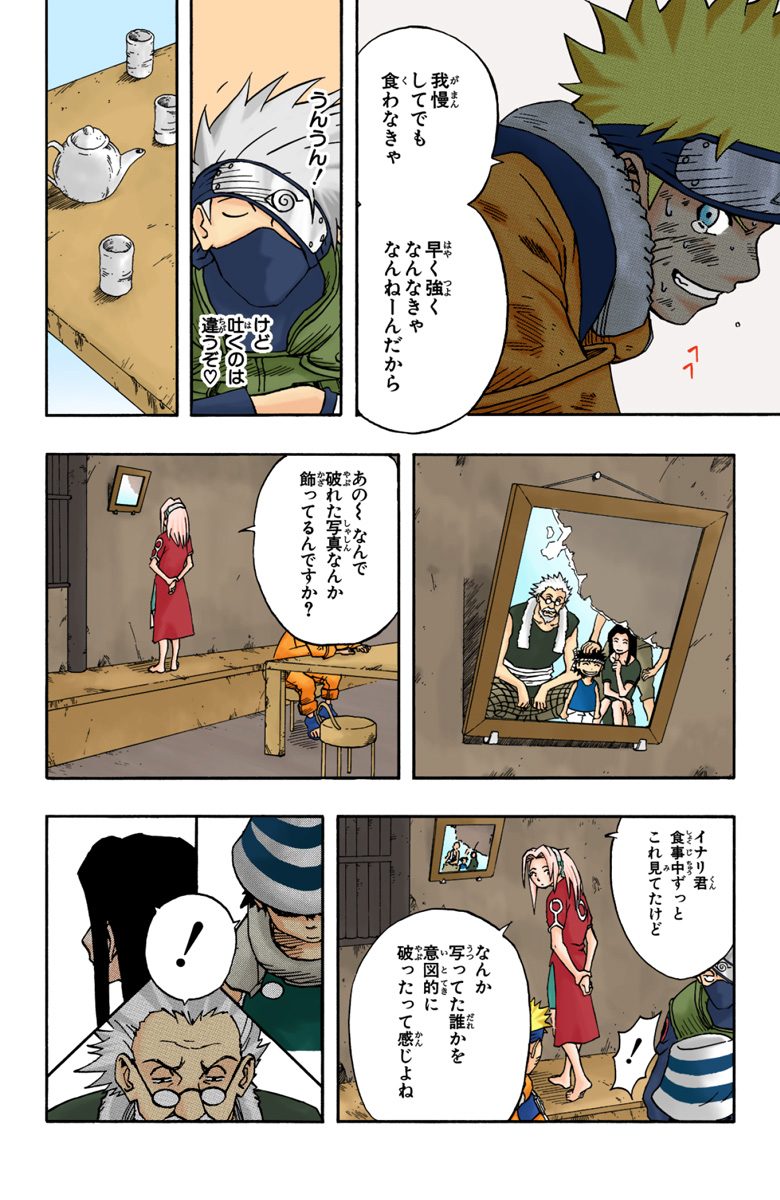 我慢
してでも
食わなきゃ
早く強く
なんなきゃ
なんねーんだから
うんうん!
けど
吐くのは
違うぞ♡
あの〜なんで
破れた写真なんか
飾ってるんですか?
イナリ君
食事中ずっと
これ見てたけど
なんか
写ってた誰かを
意図的に
破ったって感じよね
!
!